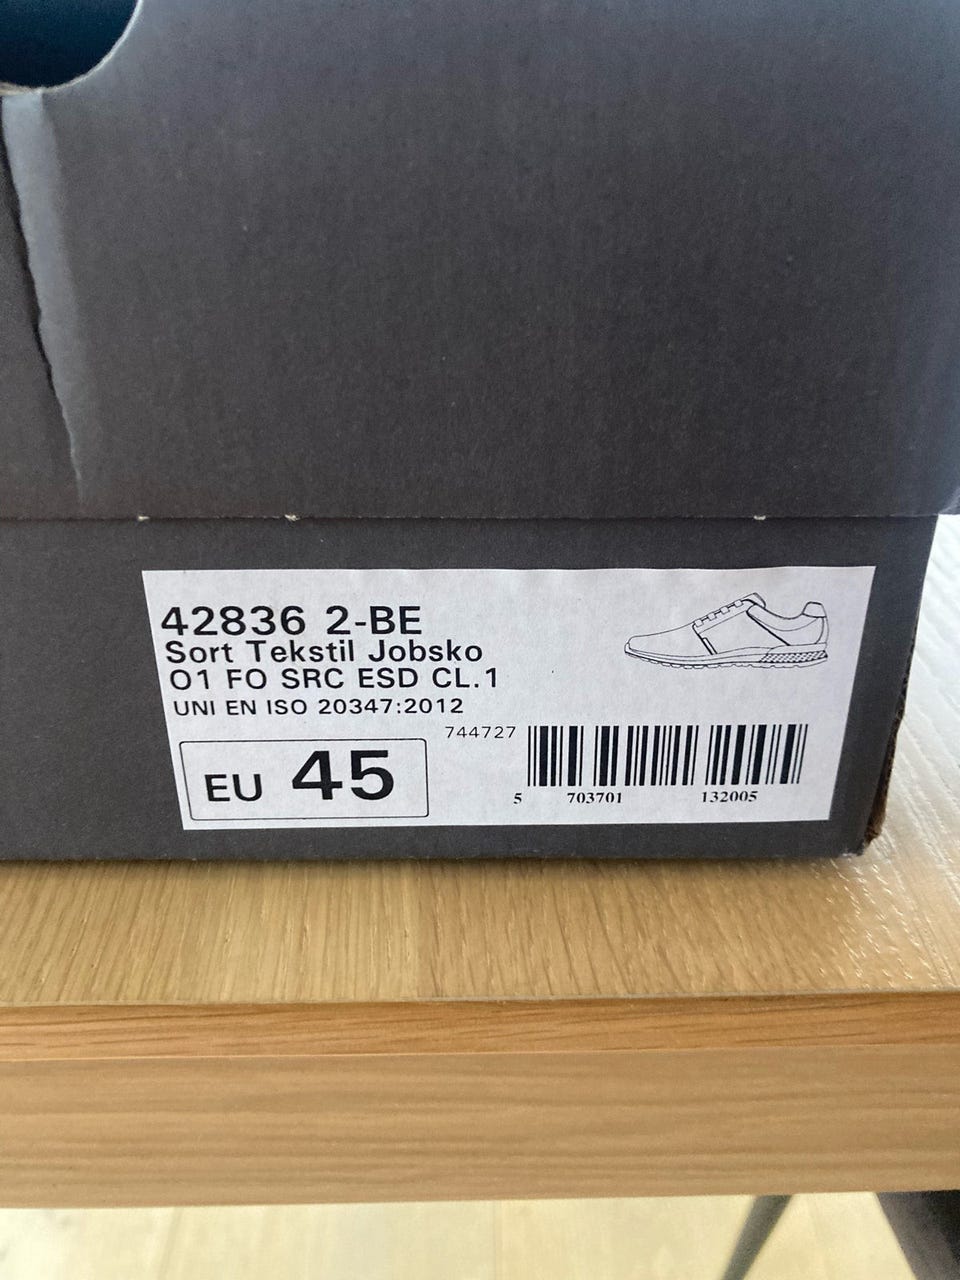 42836 2-BE
Sort Tekstil Jobsko
O1 FO SRC ESD CL.1
UNI EN ISO 20347:2012
744727
EU 45
5 703701 132005